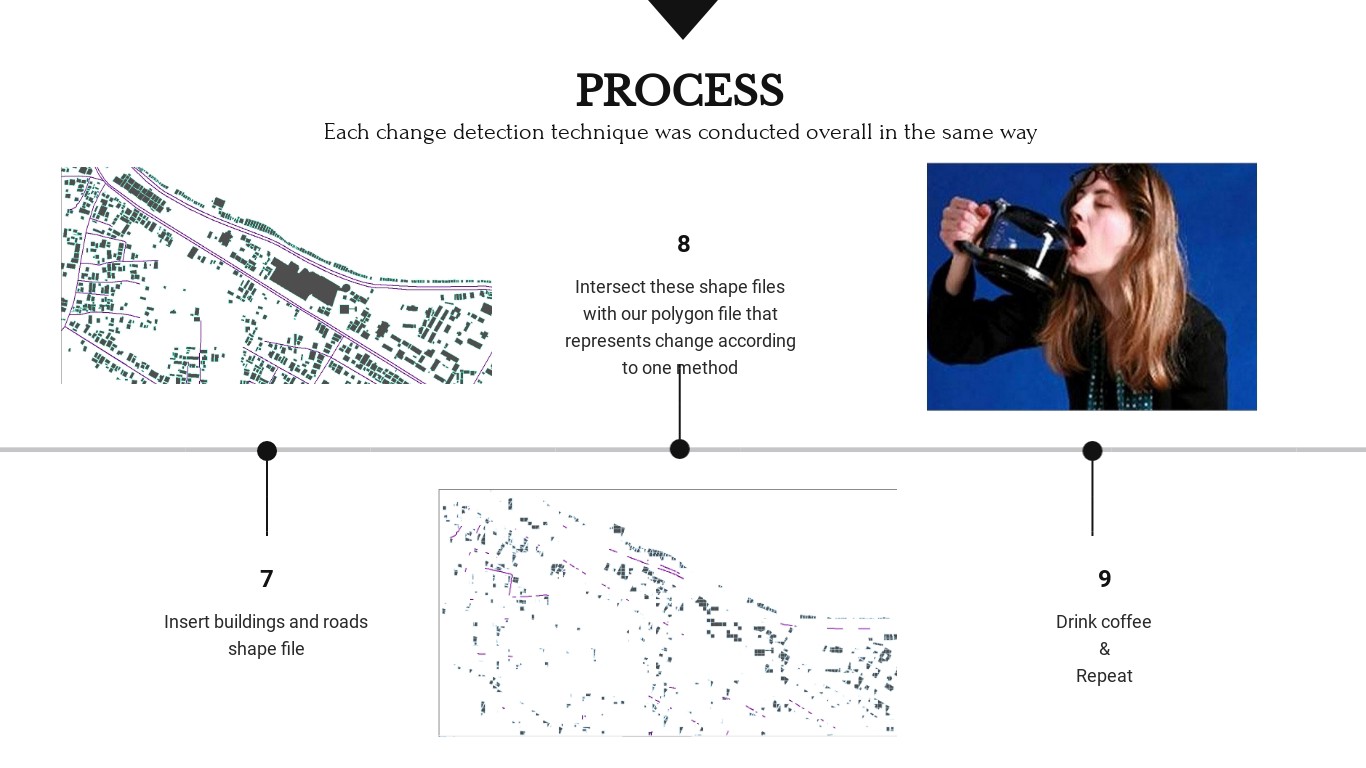 PROCESS
Each change detection technique was conducted overall in the same way
8
Intersect these shape files
with our polygon file that
represents change according
to one method
7
Insert buildings and roads
shape file
9
Drink coffee
&
Repeat